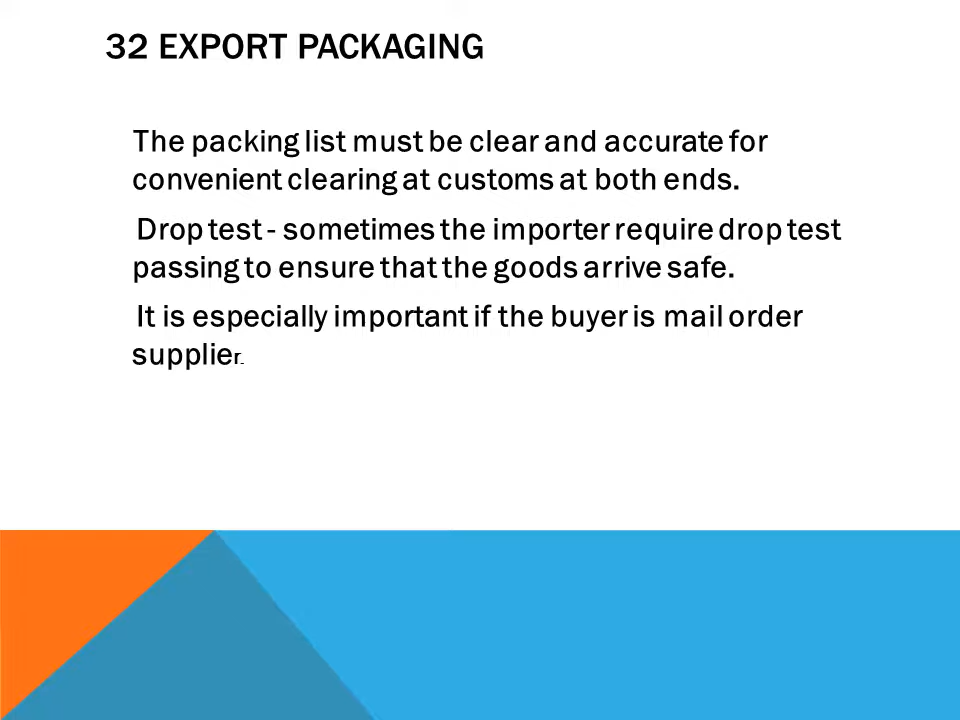 32 EXPORT PACKAGING
The packing list must be clear and accurate for
convenient clearing at customs at both ends.
Drop test - sometimes the importer require drop test
passing to ensure that the goods arrive safe.
It is especially important if the buyer is mail order
supplier.